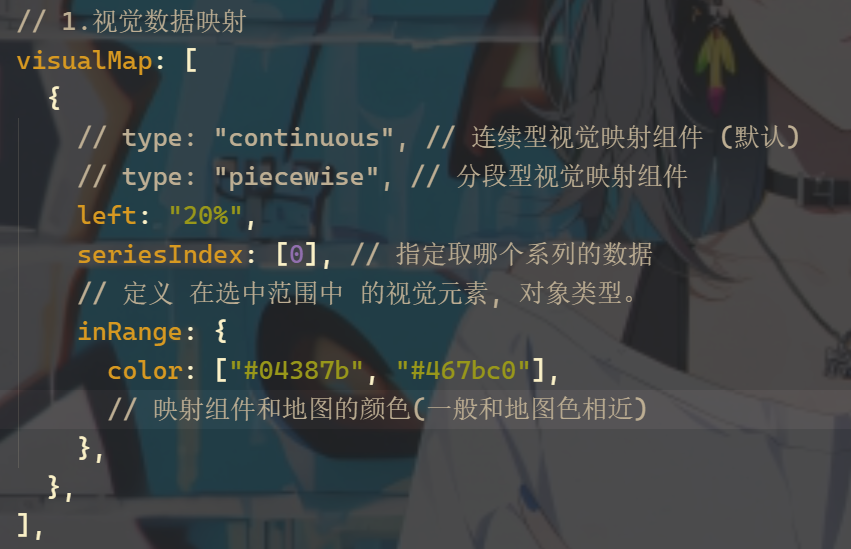 // 1.视觉数据映射
visualMap: [
{
// type: "continuous", // 连续型视觉映射组件 (默认)
// type: "piecewise", // 分段型视觉映射组件
left: "20%",
seriesIndex: [0], // 指定取哪个系列的数据
// 定义 在选中范围中 的视觉元素, 对象类型。
inRange: {
color: ["#04387b", "#467bc0"],
// 映射组件和地图的颜色(一般和地图色相近)
},
},
],